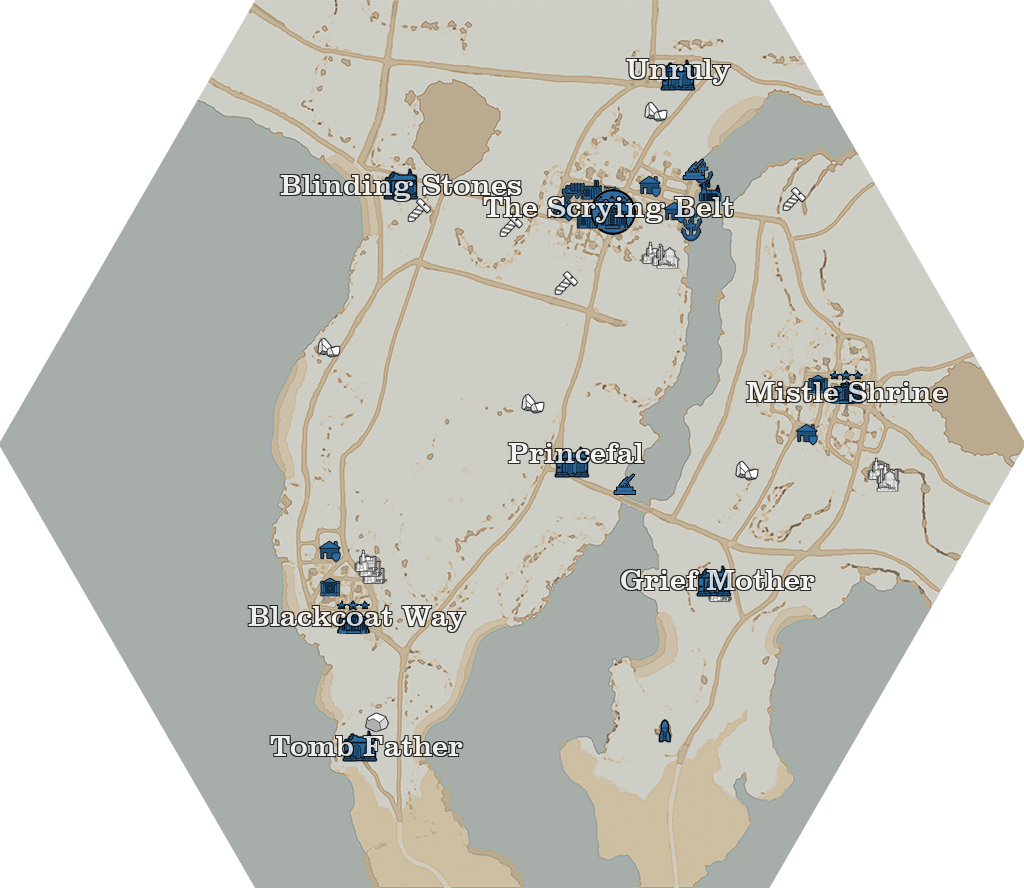 Unruly
Blinding Stones
The Scrying Belt
Mistle Shrine
Princefal
Grief Mother
Blackcoat Way
Tomb Father